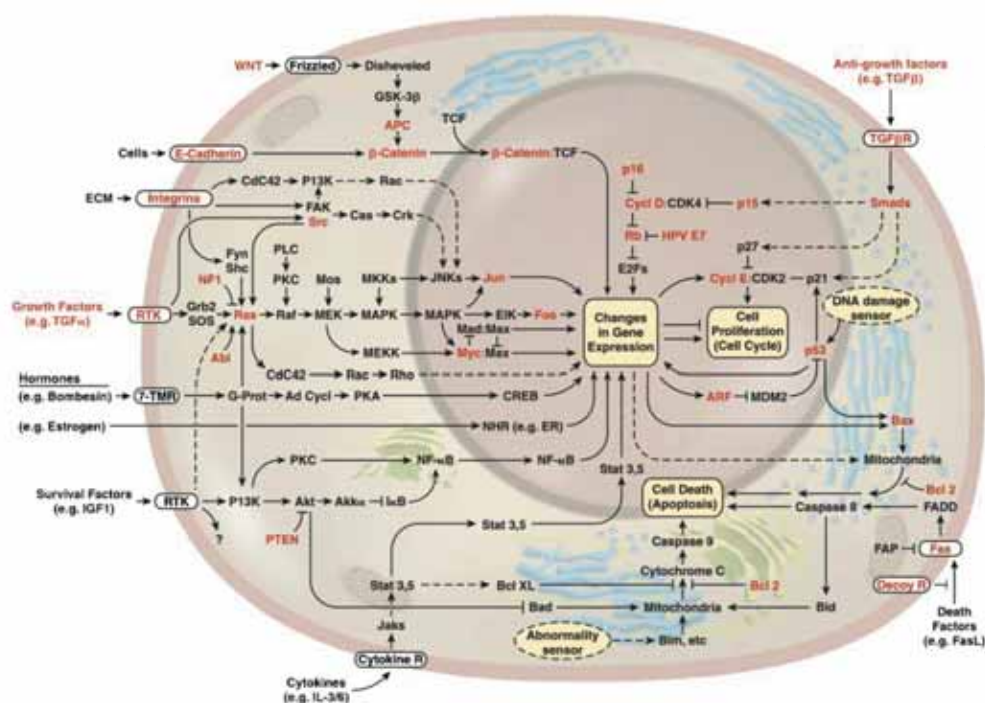 WNT Frizzled Disheveled
GSK-3β
APC
TCF
Cells E-Cadherin β-Catenin β-Catenin:TCF
Anti-growth factors
(e.g. TGFβ)
TGFβR
CdC42 P13K Rac
ECM Integrins
FAK
Src Cas Crk
p16
Cycl D:CDK4 p15 Smads
Rb HPV E7
E2Fs
p27
Cycl E:CDK2 p21
Fyn
Shc
PLC
NF1
PKC Mos MKKs JNKs Jun
Growth Factors
(e.g. TGFα)
RTK Grb2
SOS
Ras Raf MEK MAPK MAPK ElK Fos
Mad:Max
MEKK Myc:Max
Abl
CdC42 Rac Rho
Changes
in Gene
Expression
Cell
Proliferation
(Cell Cycle)
DNA damage
sensor
p53
Hormones
(e.g. Bombesin) 7-TMR G-Prot Ad Cycl PKA CREB
ARF MDM2
(e.g. Estrogen) NHR (e.g. ER)
Bax
PKC NF-κB NF-κB
Stat 3,5
Mitochondria
Survival Factors
(e.g. IGF1)
RTK P13K Akt IκB
?
PTEN
Bcl 2
Cell Death
(Apoptosis)
Caspase 8 FADD
Stat 3,5
Caspase 9
FAP Fas
Cytochrome C
Stat 3,5 Bcl XL Bcl 2
Decoy R
Bad Mitochondria Bid
Jaks
Abnormality
sensor
Bim, etc
Death
Factors
(e.g. FasL)
Cytokine R
Cytokines
(e.g. IL-3/6)